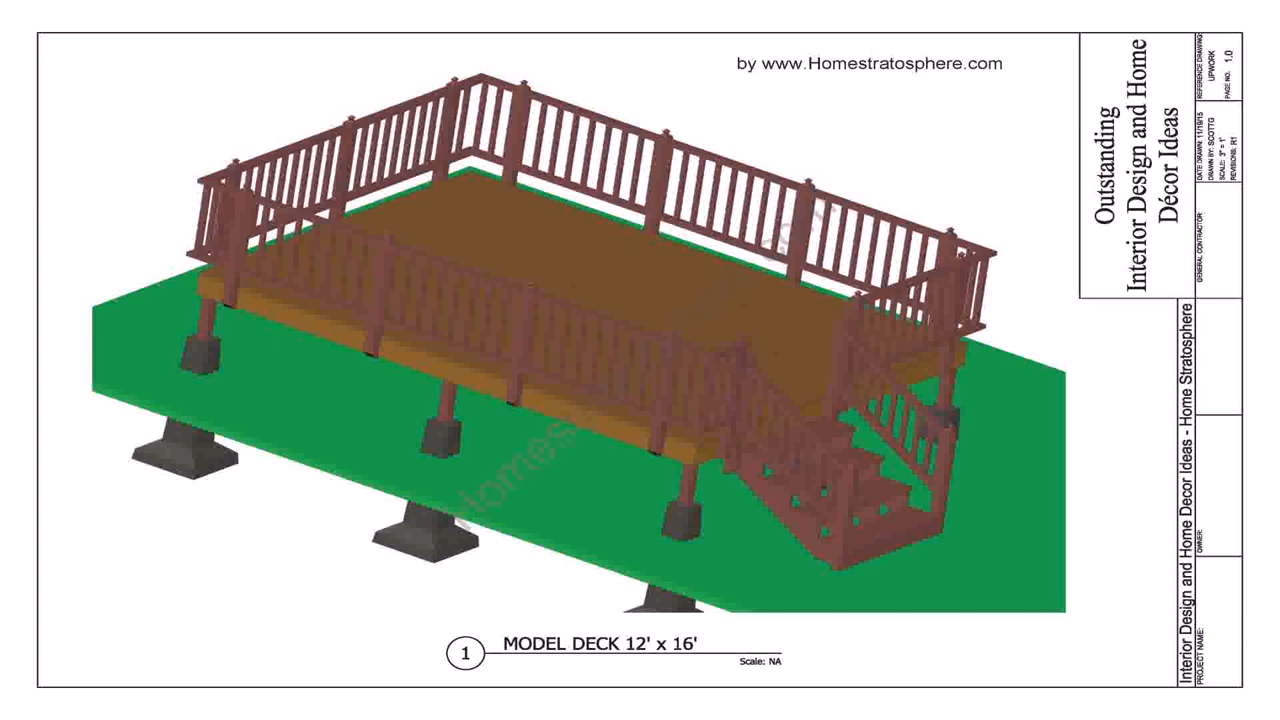 by www.Homestratosphere.com
Outstanding
Interior Design and Home
Décor Ideas
REFERENCE DRAWING:
UPWORK
PAGE NO. 1.0
DATE DRAWN: 11/19/15
DRAWN BY: SCOTTG
SCALE: 3" = 1'
REVISIONS: R1
GENERAL CONTRACTOR:
OWNER:
PROJECT NAME:
Interior Design and Home Decor Ideas - Home Stratosphere
1
MODEL DECK 12' x 16'
Scale: NA